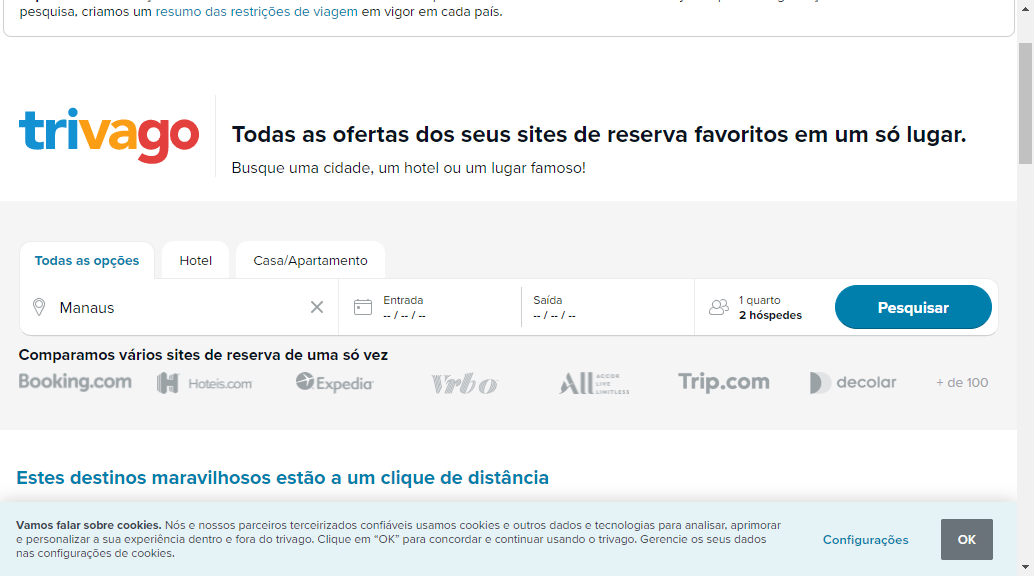 pesquisa, criamos um resumo das restrições de viagem em vigor em cada país.
trivago
Todas as ofertas dos seus sites de reserva favoritos em um só lugar.
Busque uma cidade, um hotel ou um lugar famoso!
Todas as opções
Hotel
Casa/Apartamento
Manaus
Entrada
-- / -- / --
Saída
-- / -- / --
1 quarto
2 hóspedes
Pesquisar
Comparamos vários sites de reserva de uma só vez
Booking.com
Hoteis.com
Expedia
Vrbo
ALL ACCOR LIVE LIMITLESS
Trip.com
decolar
+ de 100
Estes destinos maravilhosos estão a um clique de distância
Vamos falar sobre cookies. Nós e nossos parceiros terceirizados confiáveis usamos cookies e outros dados e tecnologias para analisar, aprimorar
e personalizar a sua experiência dentro e fora do trivago. Clique em “OK” para concordar e continuar usando o trivago. Gerencie os seus dados
nas configurações de cookies.
Configurações
OK